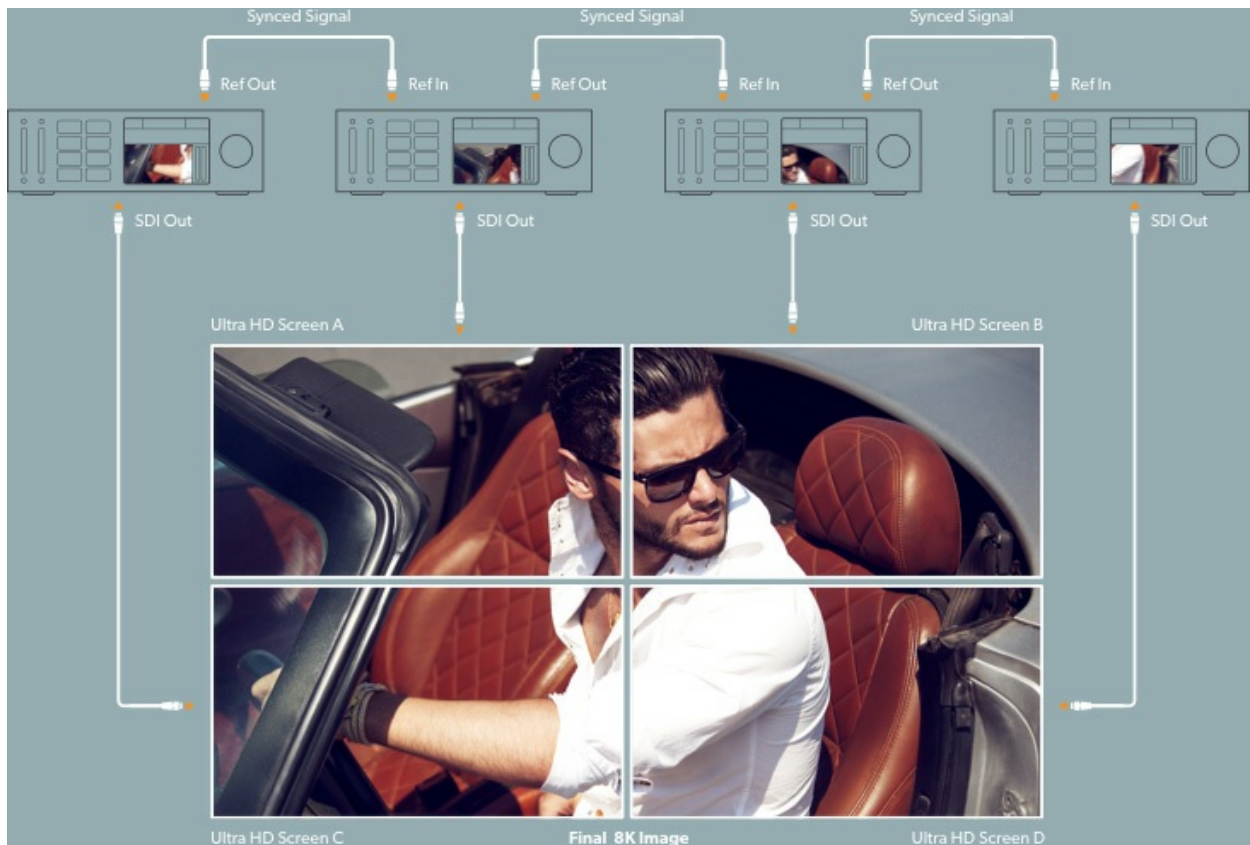 Synced Signal
Synced Signal
Synced Signal
Ref Out
Ref In
Ref Out
Ref In
Ref Out
Ref In
SDI Out
SDI Out
SDI Out
SDI Out
Ultra HD Screen A
Ultra HD Screen B
Ultra HD Screen C
Final 8K Image
Ultra HD Screen D